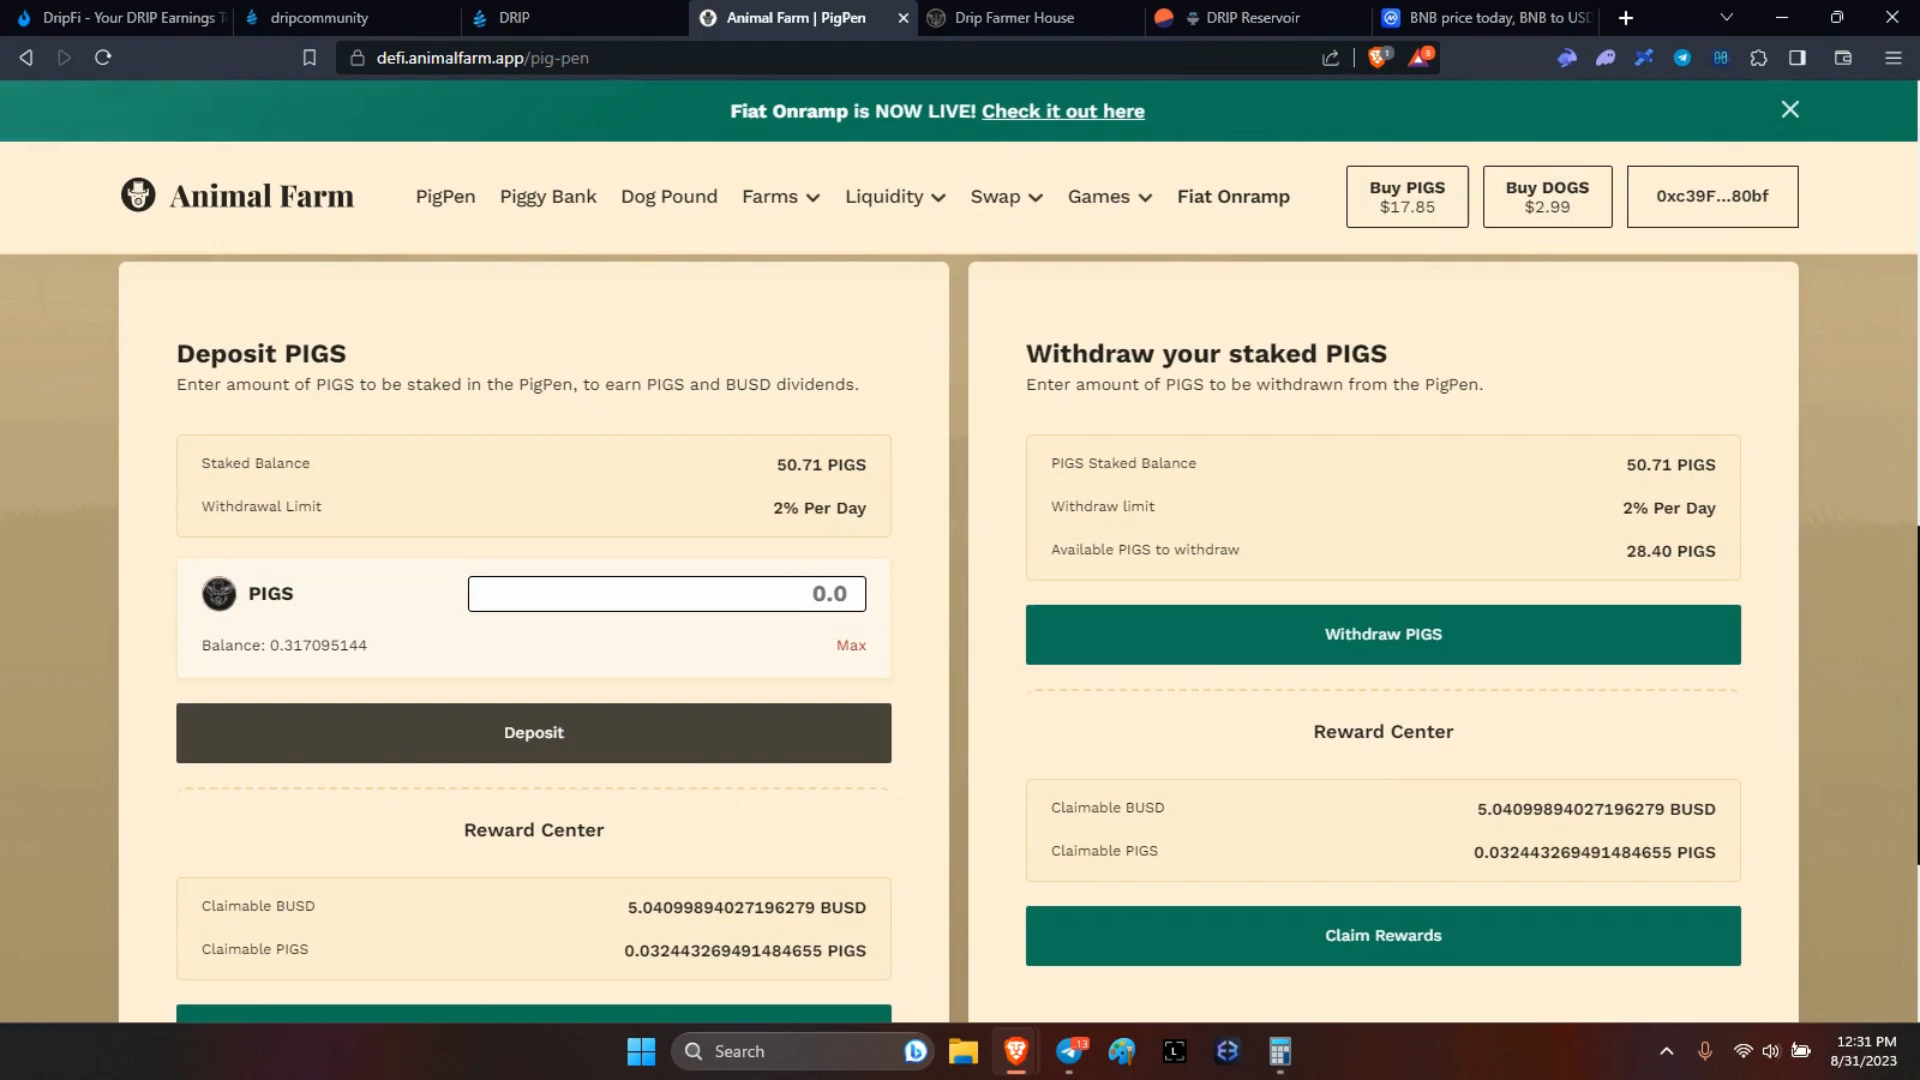 DripFi - Your DRIP Earnings T
dripcommunity
DRIP
Animal Farm | PigPen
Drip Farmer House
DRIP Reservoir
BNB price today, BNB to USD
defi.animalfarm.app/pig-pen
1
3
Fiat Onramp is NOW LIVE! Check it out here
Animal Farm
PigPen
Piggy Bank
Dog Pound
Farms
Liquidity
Swap
Games
Fiat Onramp
Buy PIGS
$17.85
Buy DOGS
$2.99
0xc39F...80bf
Deposit PIGS
Enter amount of PIGS to be staked in the PigPen, to earn PIGS and BUSD dividends.
Staked Balance
50.71 PIGS
Withdrawal Limit
2% Per Day
PIGS
0.0
Balance: 0.317095144
Max
Deposit
Reward Center
Claimable BUSD
5.04099894027196279 BUSD
Claimable PIGS
0.032443269491484655 PIGS
Withdraw your staked PIGS
Enter amount of PIGS to be withdrawn from the PigPen.
PIGS Staked Balance
50.71 PIGS
Withdraw limit
2% Per Day
Available PIGS to withdraw
28.40 PIGS
Withdraw PIGS
Reward Center
Claimable BUSD
5.04099894027196279 BUSD
Claimable PIGS
0.032443269491484655 PIGS
Claim Rewards
Search
13
12:31 PM
8/31/2023